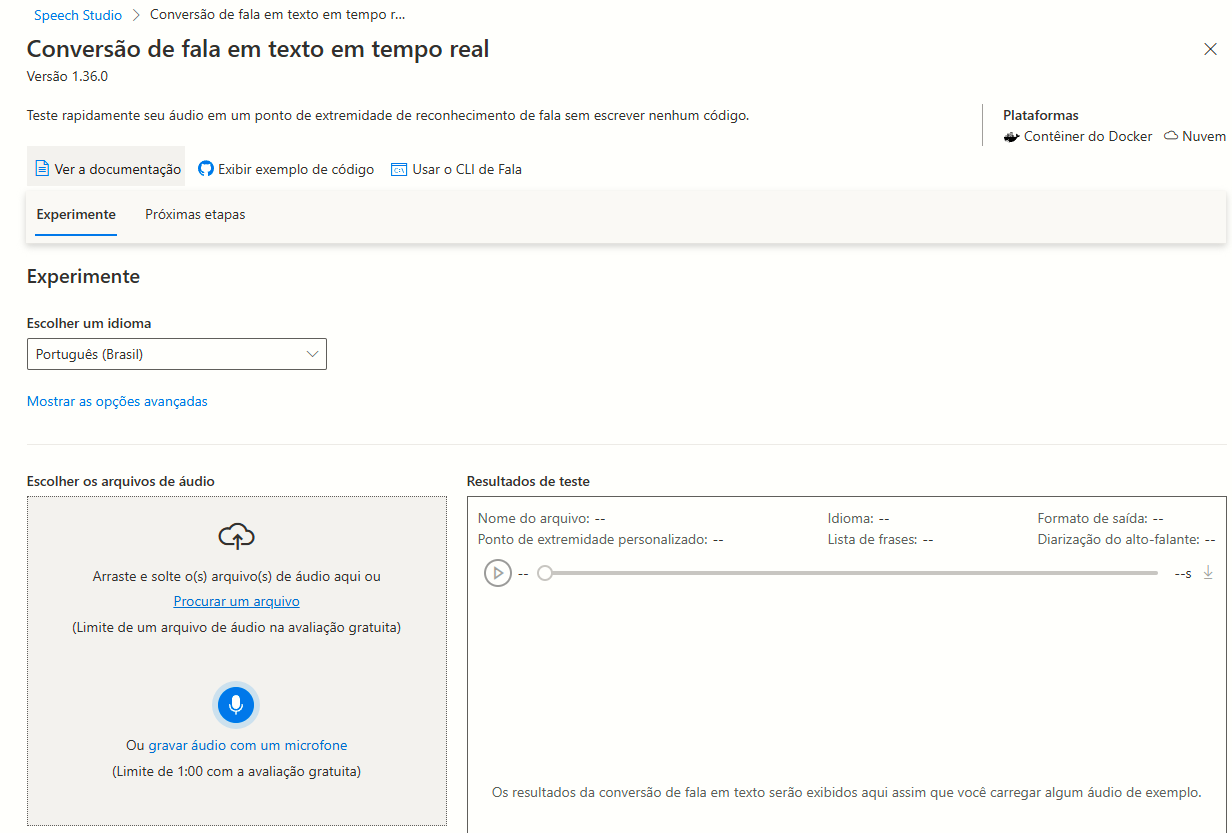 Speech Studio > Conversão de fala em texto em tempo r...
Conversão de fala em texto em tempo real
Versão 1.36.0
Teste rapidamente seu áudio em um ponto de extremidade de reconhecimento de fala sem escrever nenhum código.
Plataformas
Contêiner do Docker Nuvem
Ver a documentação Exibir exemplo de código Usar o CLI de Fala
Experimente Próximas etapas
Experimente
Escolher um idioma
Português (Brasil)
Mostrar as opções avançadas
Escolher os arquivos de áudio
Arraste e solte o(s) arquivo(s) de áudio aqui ou
Procurar um arquivo
(Limite de um arquivo de áudio na avaliação gratuita)
Ou gravar áudio com um microfone
(Limite de 1:00 com a avaliação gratuita)
Resultados de teste
Nome do arquivo: -- Idioma: -- Formato de saída: --
Ponto de extremidade personalizado: -- Lista de frases: -- Diarização do alto-falante: --
-- --s
Os resultados da conversão de fala em texto serão exibidos aqui assim que você carregar algum áudio de exemplo.